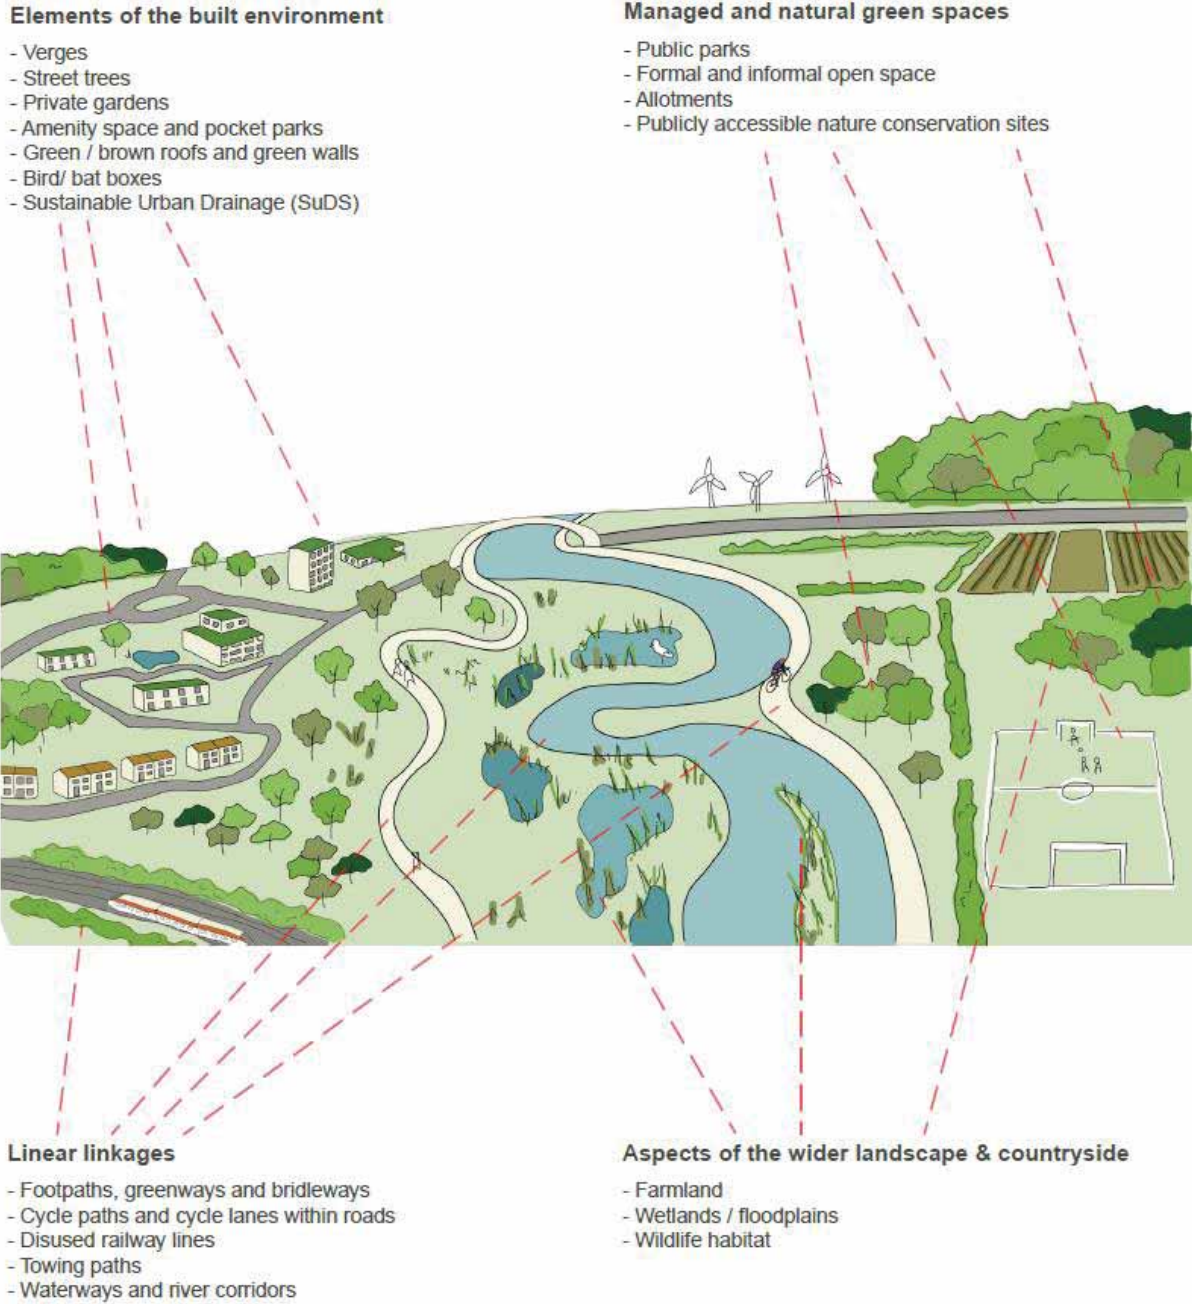 Elements of the built environment
- Verges
- Street trees
- Private gardens
- Amenity space and pocket parks
- Green / brown roofs and green walls
- Bird/ bat boxes
- Sustainable Urban Drainage (SuDS)
Managed and natural green spaces
- Public parks
- Formal and informal open space
- Allotments
- Publicly accessible nature conservation sites
Linear linkages
- Footpaths, greenways and bridleways
- Cycle paths and cycle lanes within roads
- Disused railway lines
- Towing paths
- Waterways and river corridors
Aspects of the wider landscape & countryside
- Farmland
- Wetlands / floodplains
- Wildlife habitat